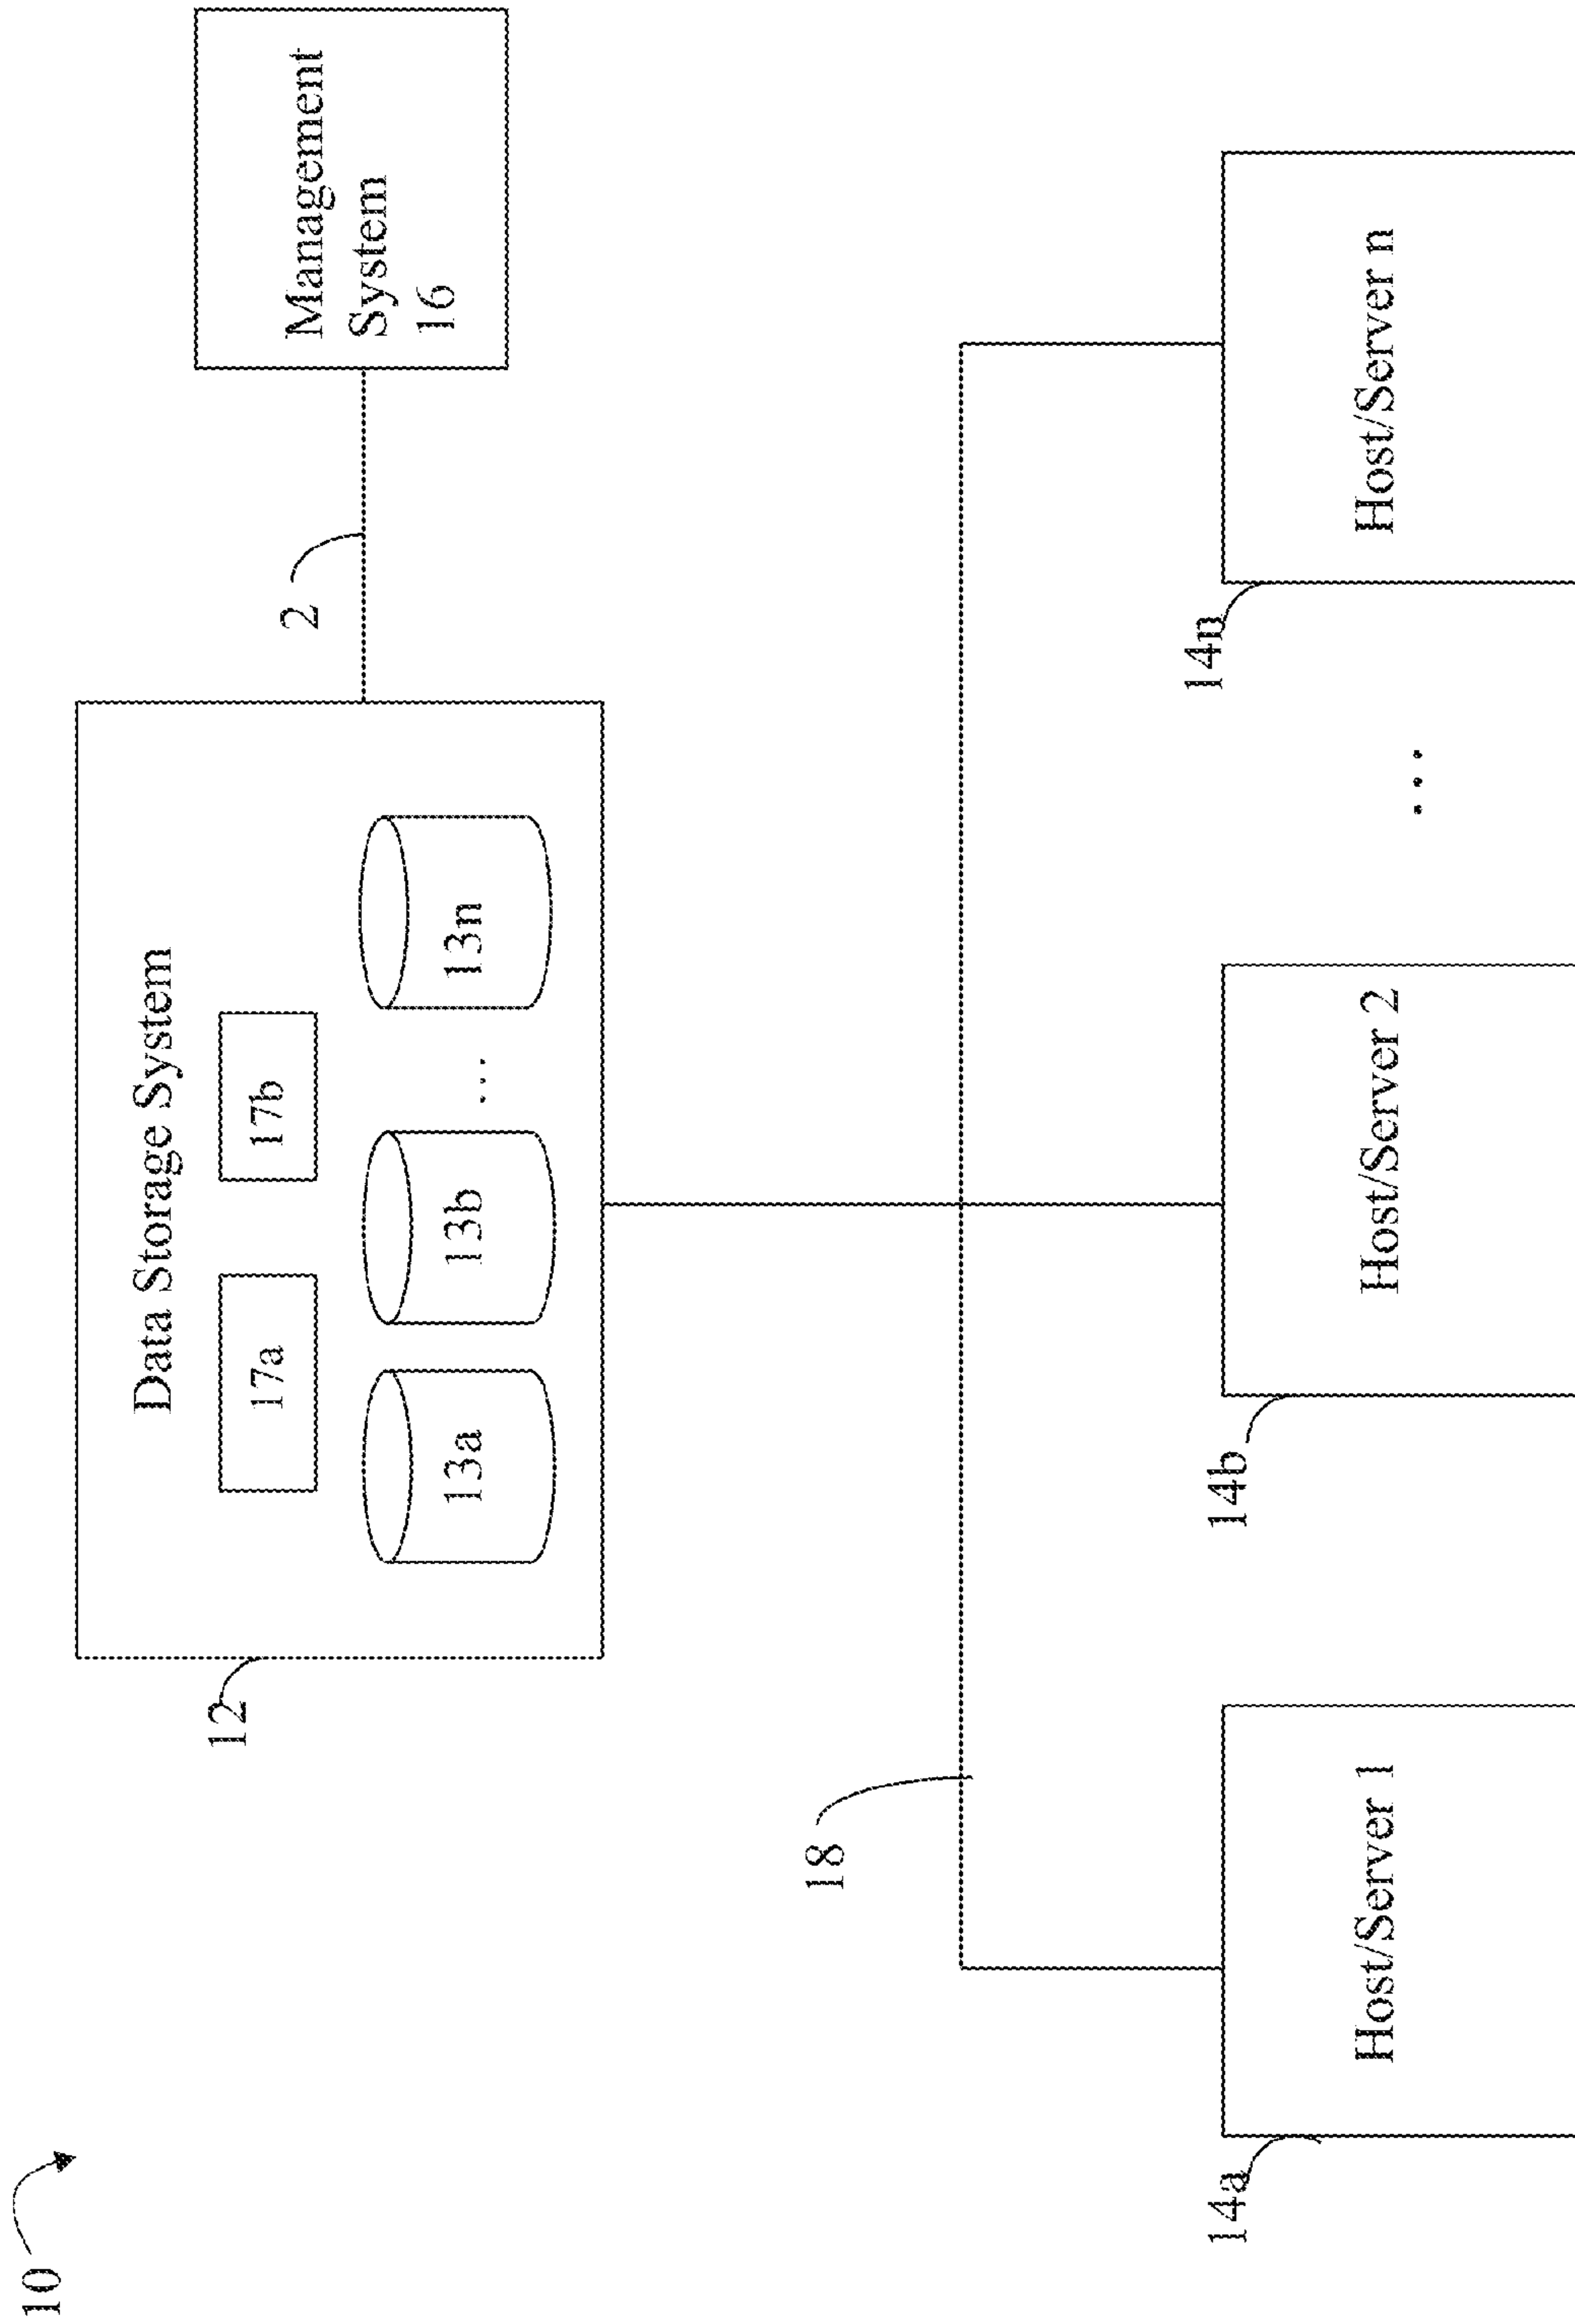 10
12
Data Storage System
17a
17b
13a
13b
...
13n
2
Management
System
16
18
14a
Host/Server 1
14b
Host/Server 2
...
14n
Host/Server n